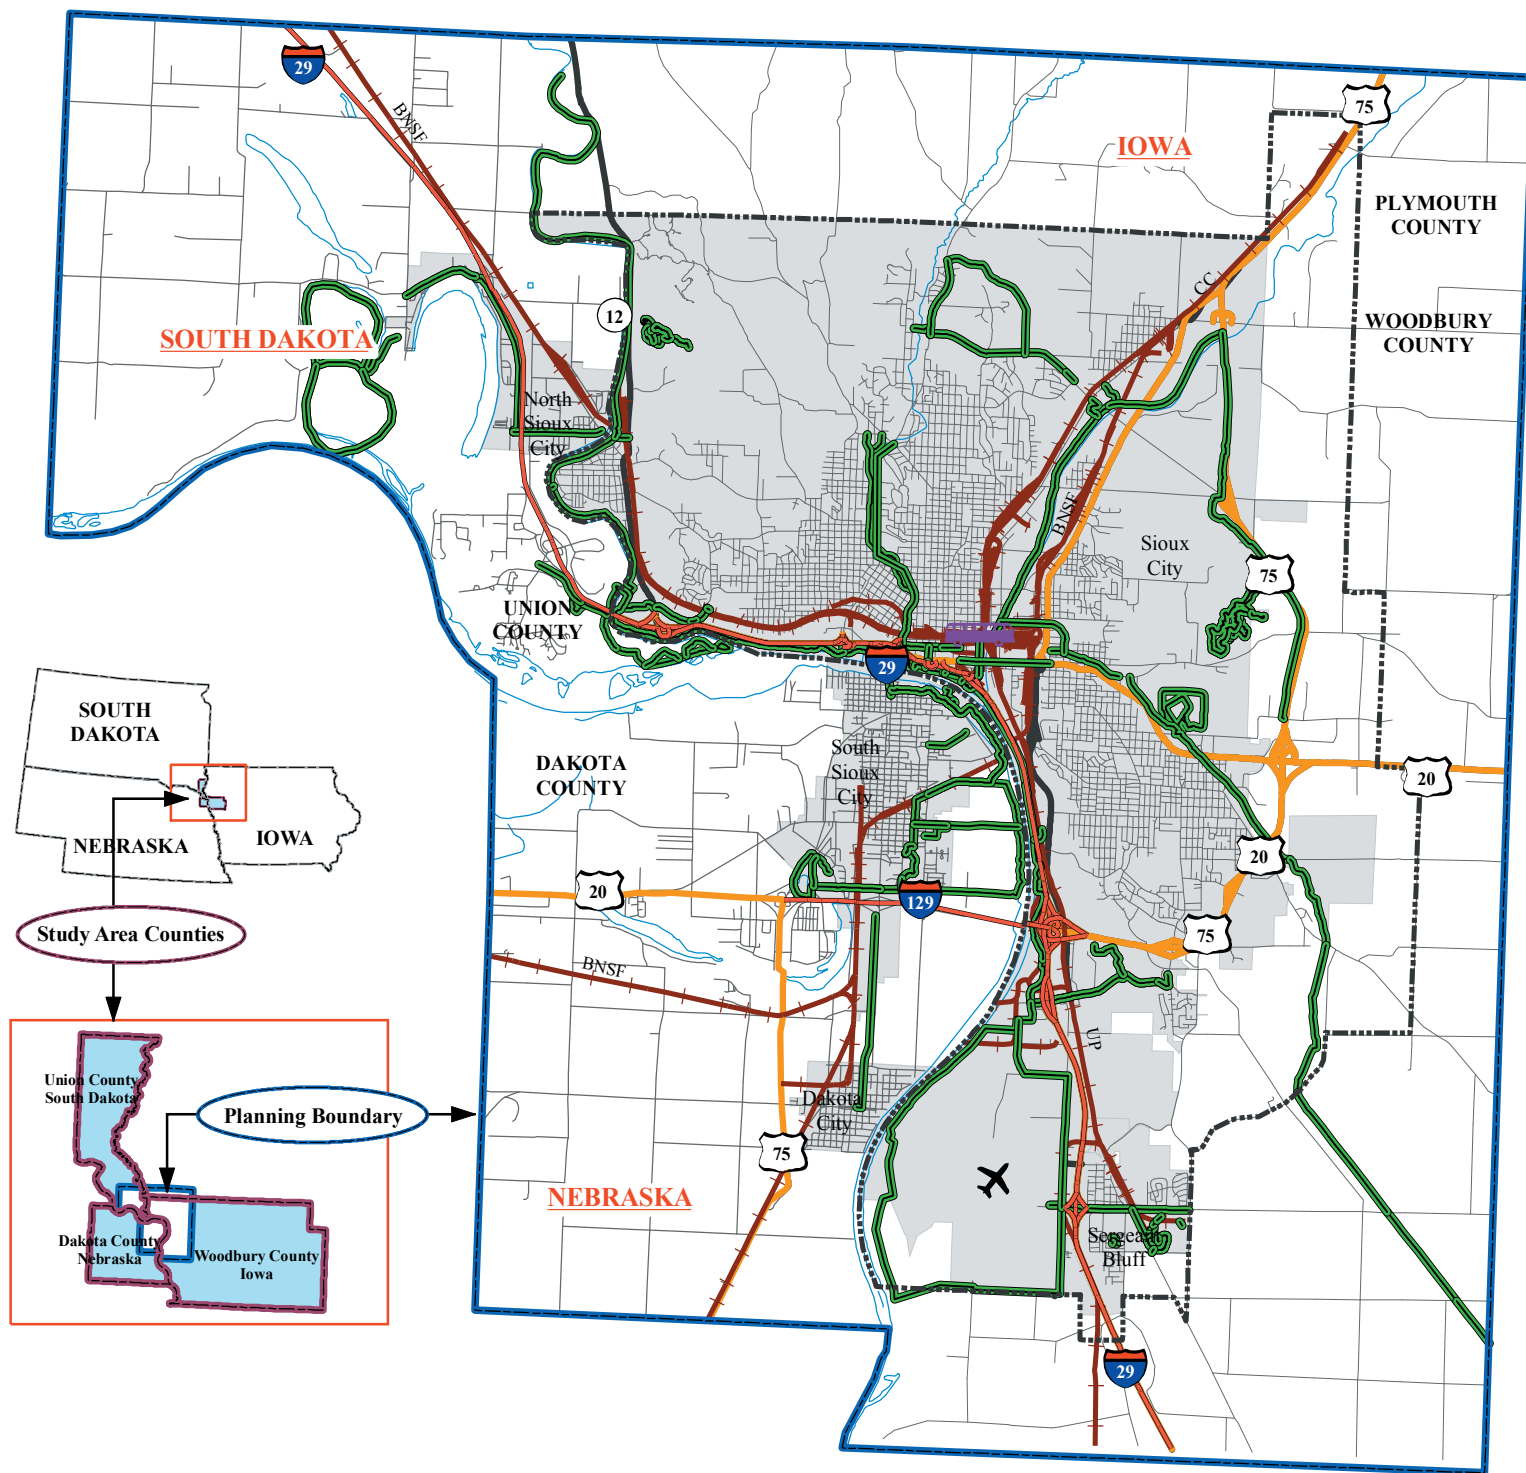 29
BNSF
75
IOWA
PLYMOUTH
COUNTY
CC
12
WOODBURY
COUNTY
SOUTH DAKOTA
North
Sioux
City
BNSF
Sioux
City
75
UNION
COUNTY
29
SOUTH
DAKOTA
NEBRASKA
IOWA
DAKOTA
COUNTY
South
Sioux
City
20
20
20
129
75
Study Area Counties
BNSF
UP
Union County
South Dakota
Planning Boundary
Dakota
City
75
NEBRASKA
Dakota County
Nebraska
Woodbury County
Iowa
Sergeant
Bluff
29